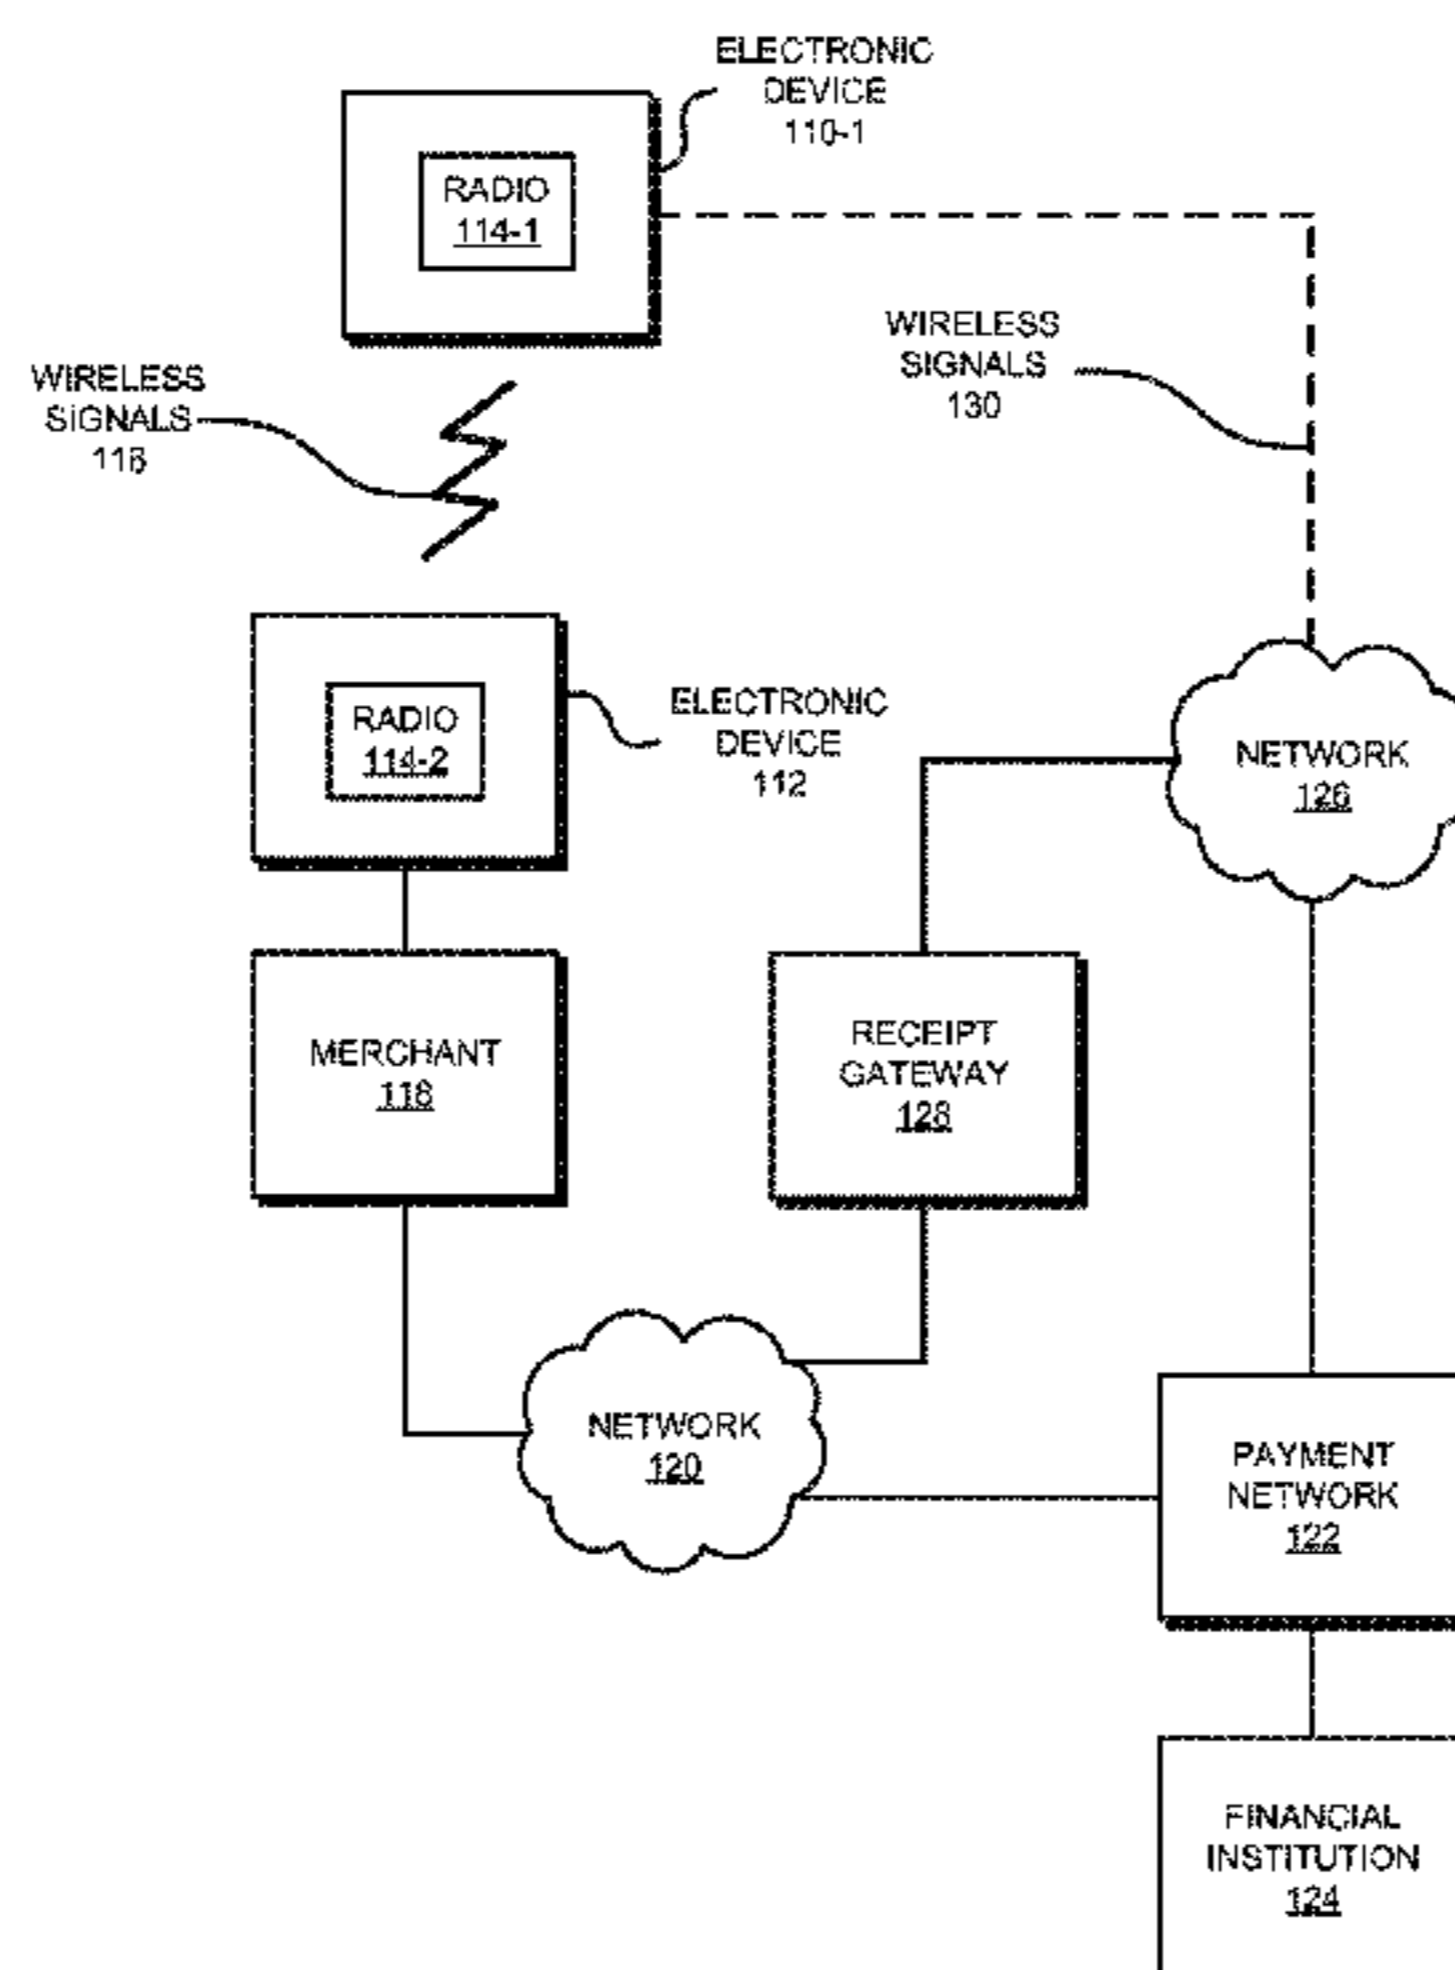 ELECTRONIC
DEVICE
110-1
RADIO
114-1
WIRELESS
SIGNALS
130
WIRELESS
SIGNALS
116
RADIO
114-2
ELECTRONIC
DEVICE
112
NETWORK
126
MERCHANT
118
RECEIPT
GATEWAY
128
NETWORK
120
PAYMENT
NETWORK
122
FINANCIAL
INSTITUTION
124